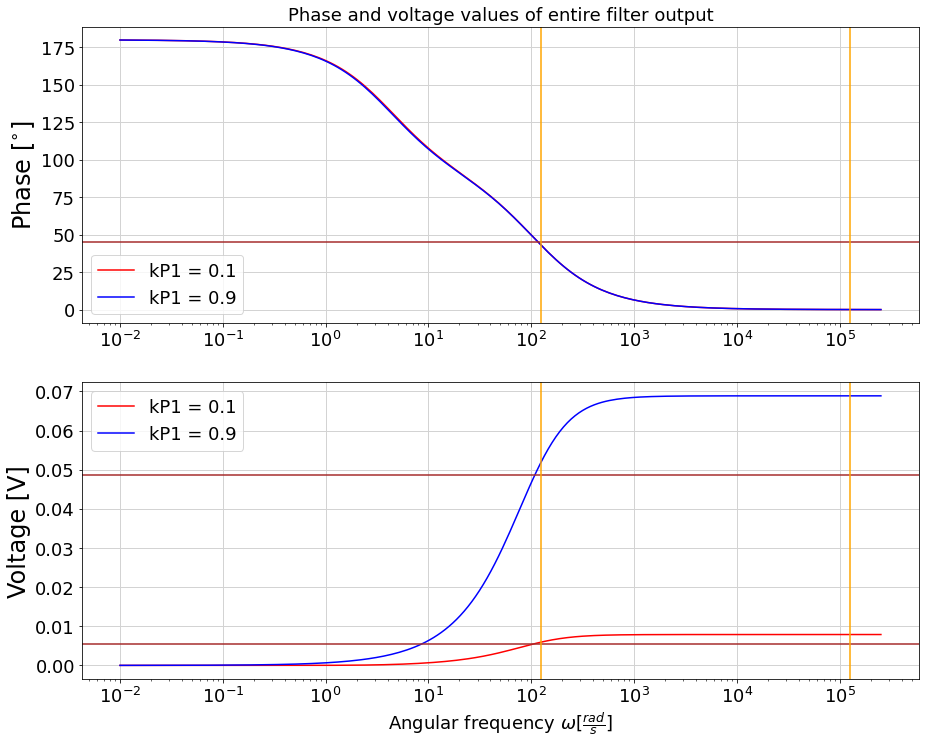 Phase and voltage values of entire filter output
Phase [°]
175
150
125
100
75
50
25
0
kP1 = 0.1
kP1 = 0.9
10⁻² 10⁻¹ 10⁰ 10¹ 10² 10³ 10⁴ 10⁵
Voltage [V]
0.07
0.06
0.05
0.04
0.03
0.02
0.01
0.00
kP1 = 0.1
kP1 = 0.9
10⁻² 10⁻¹ 10⁰ 10¹ 10² 10³ 10⁴ 10⁵
Angular frequency ω[rad/s]